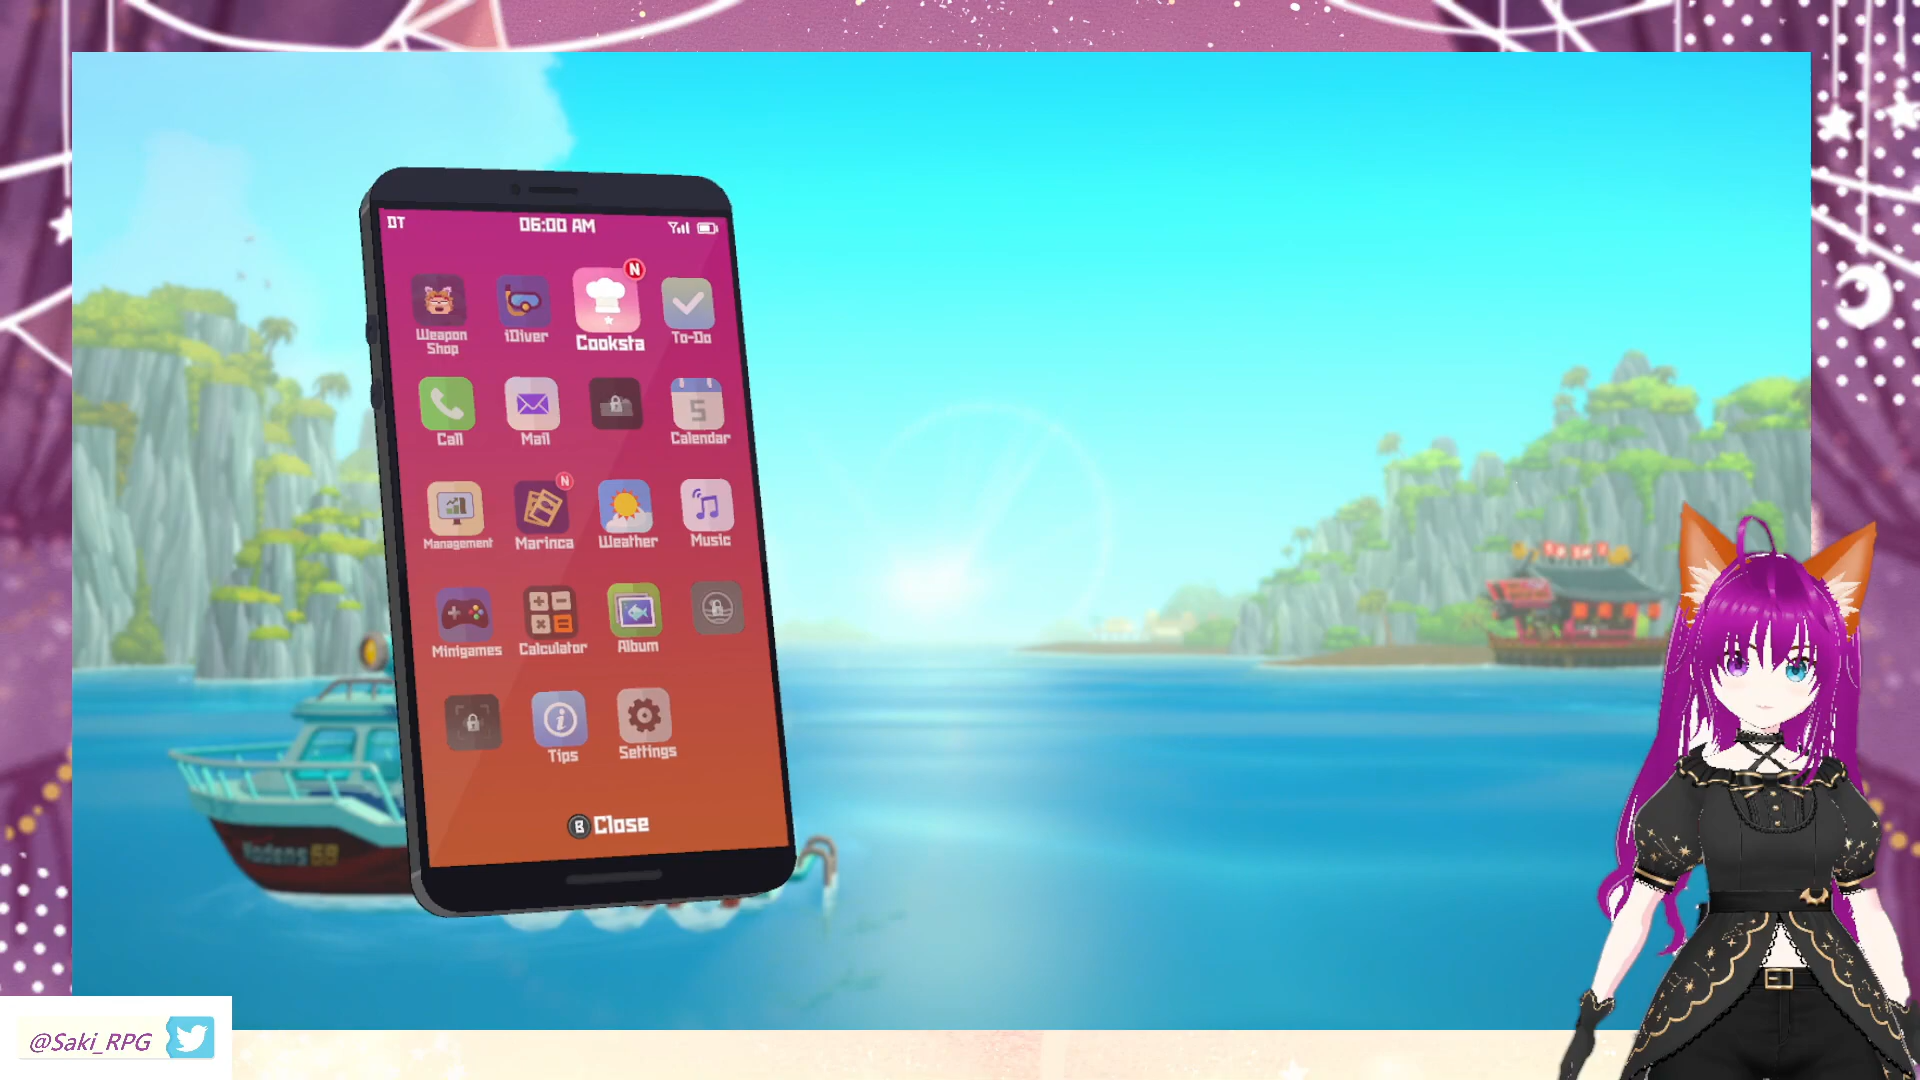 DT 06:00 AM
N
Weapon Shop iDiver Cooksta To-Do
Call Mail 5 Calendar
N
Management Marinca Weather Music
Minigames Calculator Album
Tips Settings
B Close
@Saki_RPG